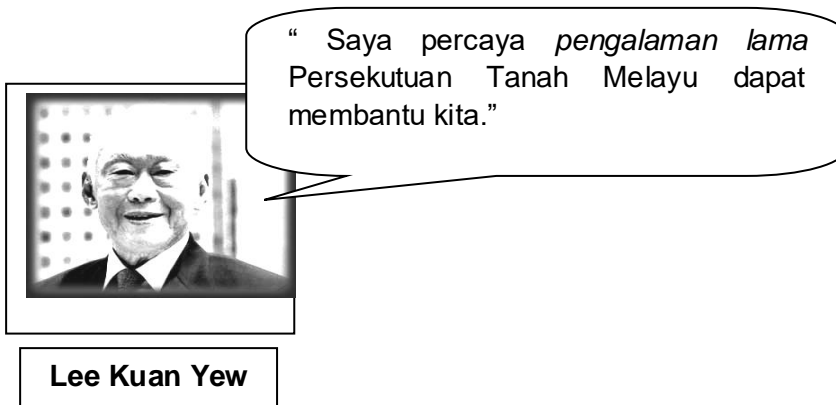 “ Saya percaya pengalaman lama
Persekutuan Tanah Melayu dapat
membantu kita.”
Lee Kuan Yew